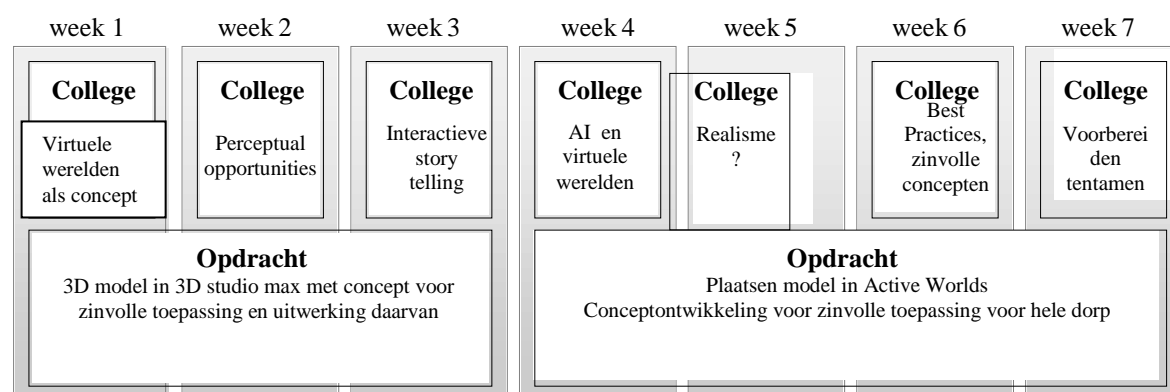 week 1
week 2
week 3
week 4
week 5
week 6
week 7
College
Virtuele
werelden
als concept
College
Perceptual
opportunities
College
Interactieve
story
telling
College
AI en
virtuele
werelden
College
Realisme
?
College
Best
Practices,
zinvolle
concepten
College
Voorberei
den
tentamen
Opdracht
3D model in 3D studio max met concept voor
zinvolle toepassing en uitwerking daarvan
Opdracht
Plaatsen model in Active Worlds
Conceptontwikkeling voor zinvolle toepassing voor hele dorp